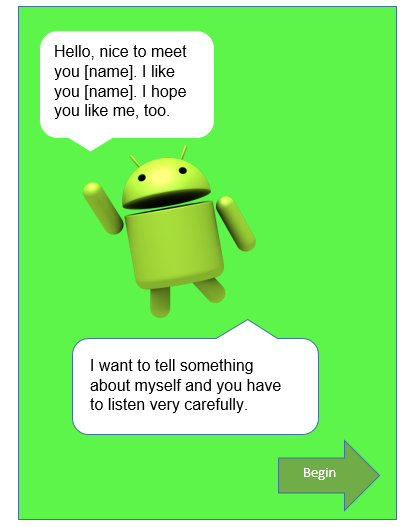 Hello, nice to meet
you [name]. I like
you [name]. I hope
you like me, too.
I want to tell something
about myself and you have
to listen very carefully.
Begin